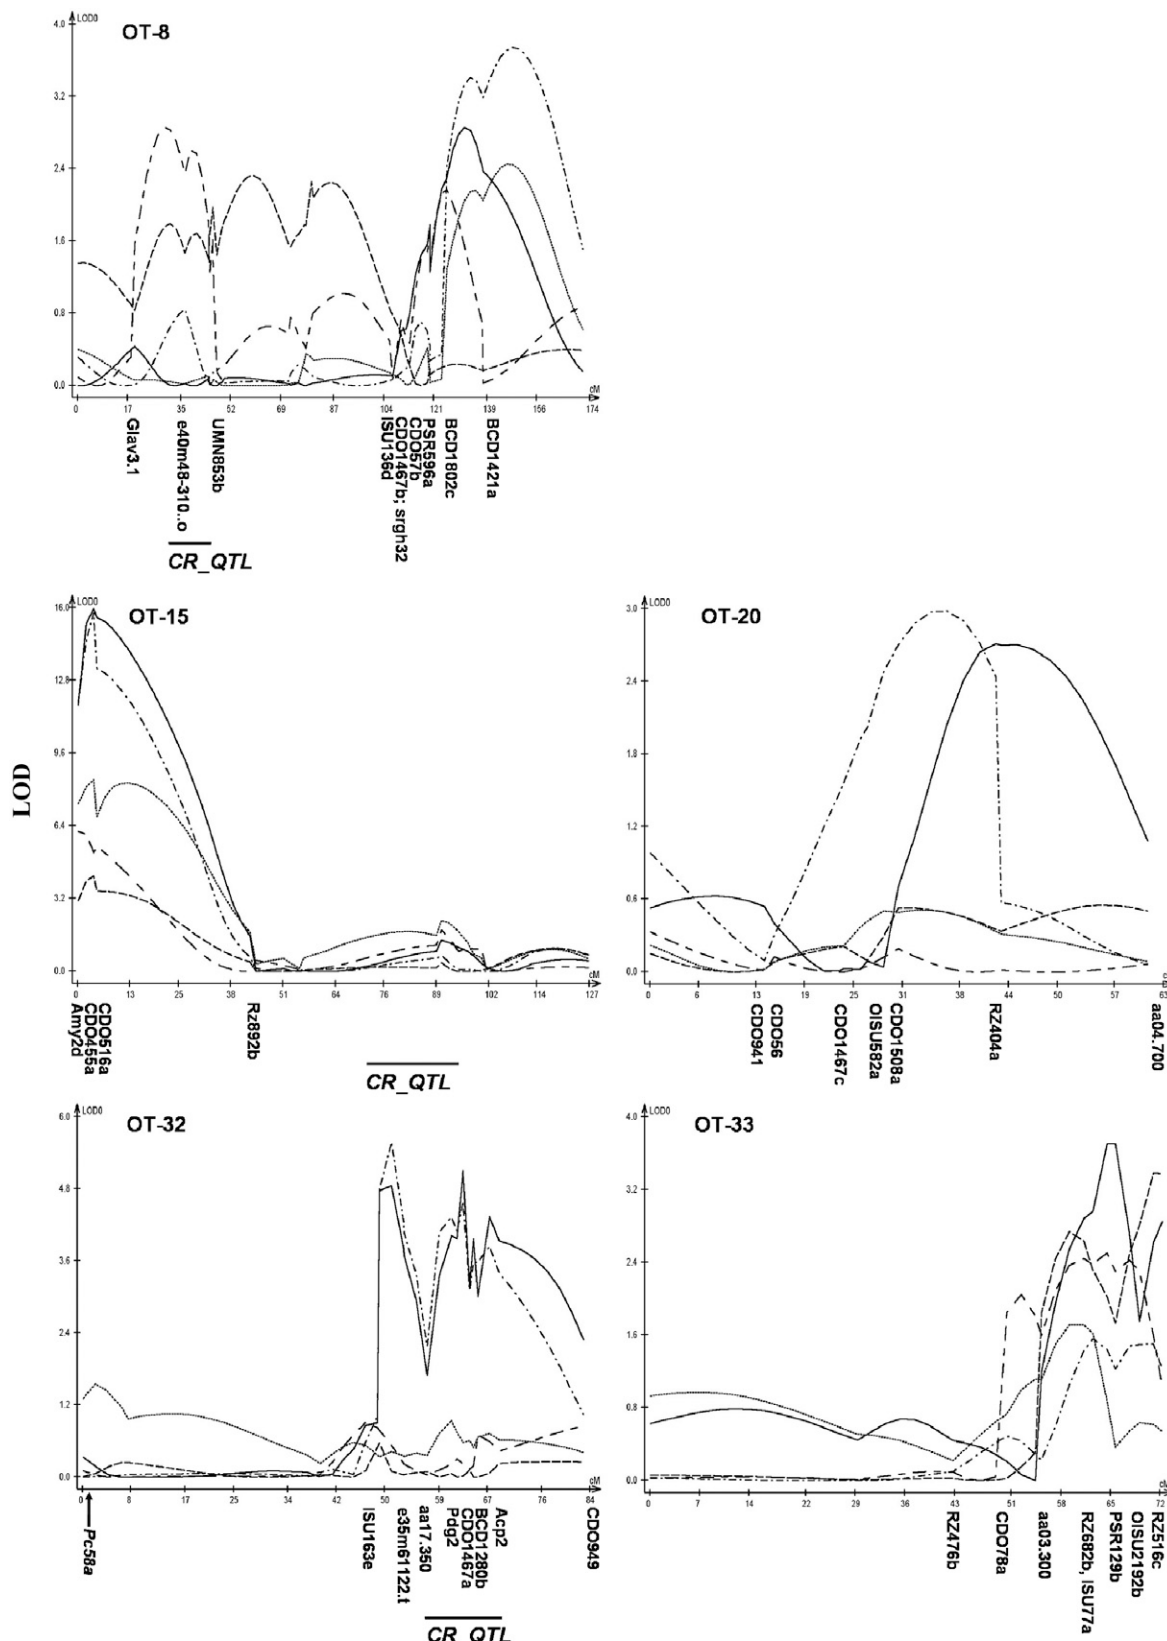 OT-8
LOD0
4.0
3.2
2.4
1.6
0.8
0.0
cM
0 17 35 52 69 87 104 121 139 156 174
Glav3.1
e40m48-310..o
UMN853b
ISU136d
CDO1467b; srgh32
CDO57b
PSR596a
BCD1802c
BCD1421a
CR_QTL
LOD
OT-15
LOD0
16.0
12.8
9.6
6.4
3.2
0.0
cM
0 13 25 38 51 64 76 89 102 114 127
Amy2d
CDO455a
CDO516a
Rz892b
CR_QTL
OT-20
LOD0
3.0
2.4
1.8
1.2
0.6
0.0
0 6 13 19 25 31 38 44 50 57 63
CDO941
CDO56
CDO1467c
OISU582a
CDO1508a
RZ404a
aa04.700
OT-32
LOD0
6.0
4.8
3.6
2.4
1.2
0.0
cM
0 8 17 25 34 42 50 59 67 76 84
Pc58a
ISU163e
e35m61122.t
aa17.350
Pdg2
CDO1467a
BCD1280b
Acp2
CDO949
CR_QTL
OT-33
LOD0
4.0
3.2
2.4
1.6
0.8
0.0
0 7 14 22 29 36 43 51 58 65 72
RZ476b
CDO78a
aa03.300
RZ682b, ISU77a
PSR129b
OISU2192b
RZ516c